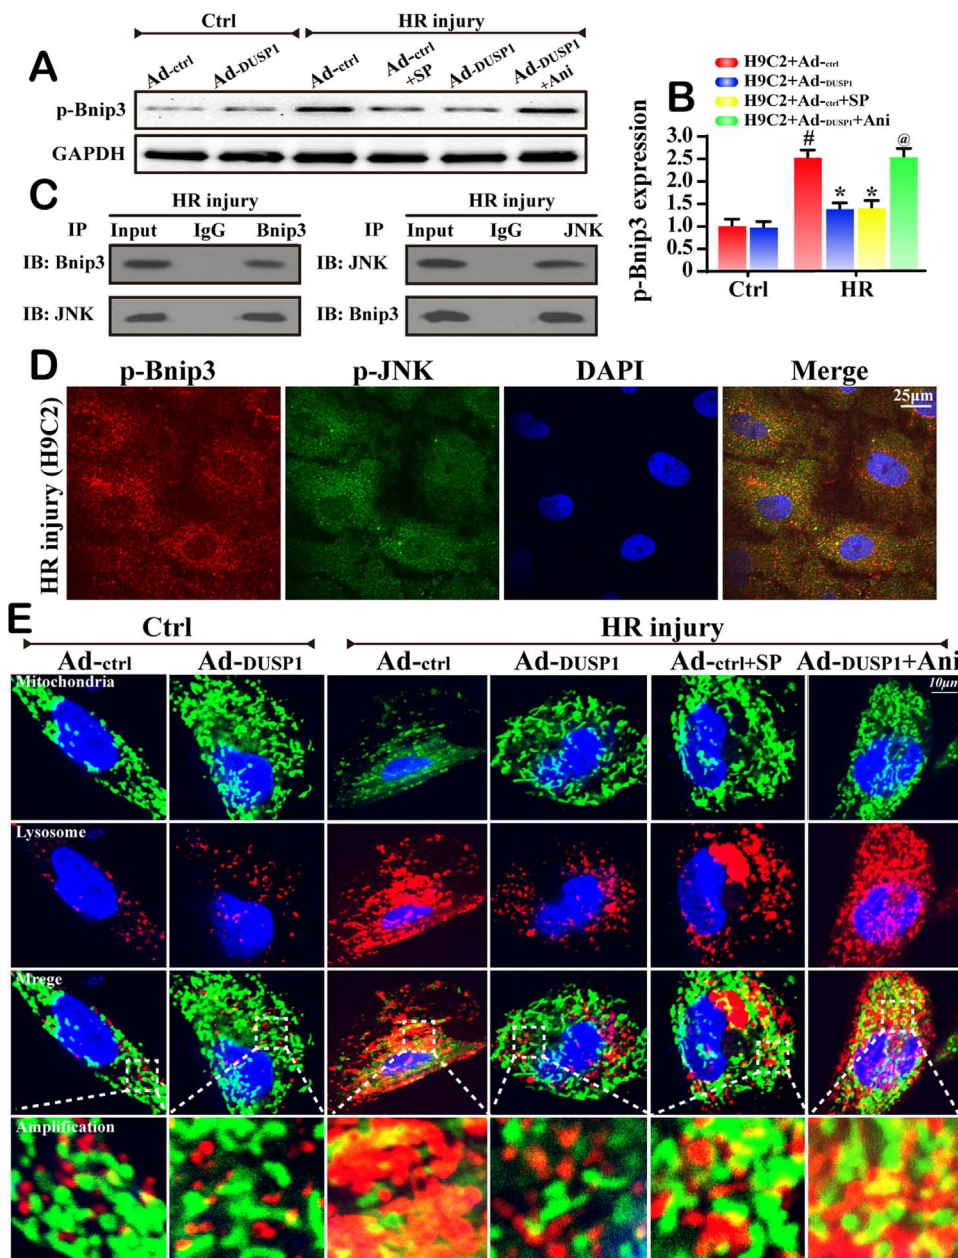 A
Ctrl HR injury
Ad-ctrl Ad-DUSP1 Ad-ctrl Ad-ctrl+SP Ad-DUSP1 Ad-DUSP1+Ani
p-Bnip3
GAPDH
B
H9C2+Ad-ctrl
H9C2+Ad-DUSP1
H9C2+Ad-ctrl+SP
H9C2+Ad-DUSP1+Ani
p-Bnip3 expression
3.0
2.5
2.0
1.5
1.0
0.5
0
# * * @
Ctrl HR
C
HR injury
IP Input IgG Bnip3
IB: Bnip3
IB: JNK
HR injury
IP Input IgG JNK
IB: JNK
IB: Bnip3
D
p-Bnip3 p-JNK DAPI Merge
HR injury (H9C2)
25μm
E
Ctrl HR injury
Ad-ctrl Ad-DUSP1 Ad-ctrl Ad-DUSP1 Ad-ctrl+SP Ad-DUSP1+Ani
Mitochondria
10μm
Lysosome
Mrege
Amplification